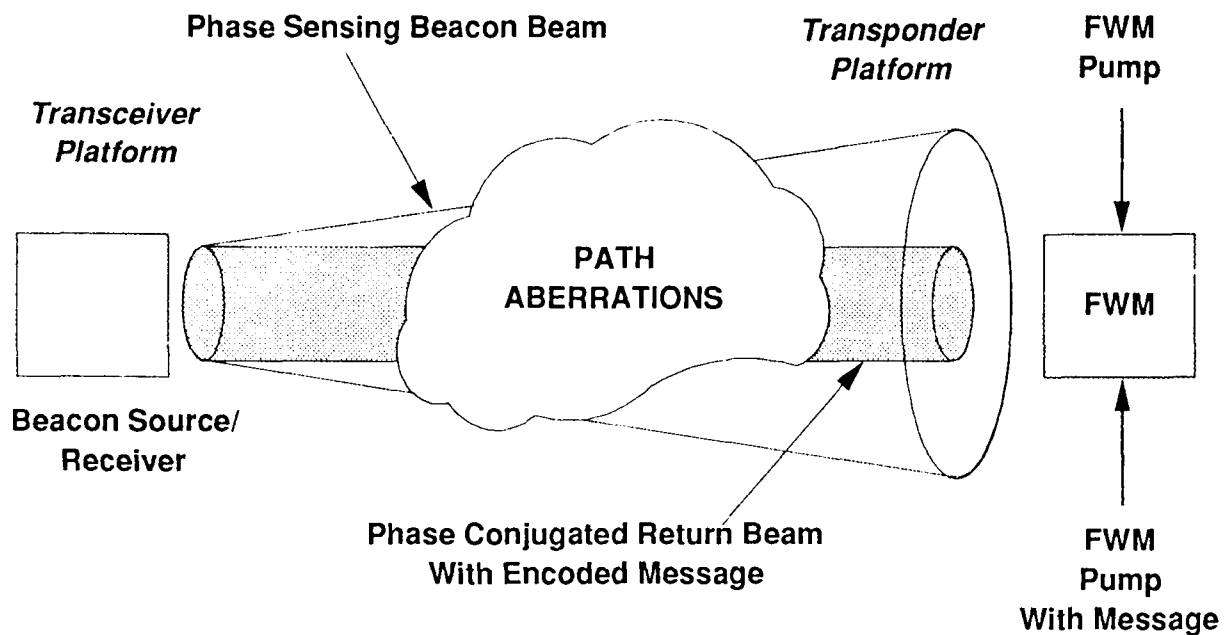 Phase Sensing Beacon Beam
Transponder
Platform
FWM
Pump
Transceiver
Platform
PATH
ABERRATIONS
FWM
Beacon Source/
Receiver
Phase Conjugated Return Beam
With Encoded Message
FWM
Pump
With Message